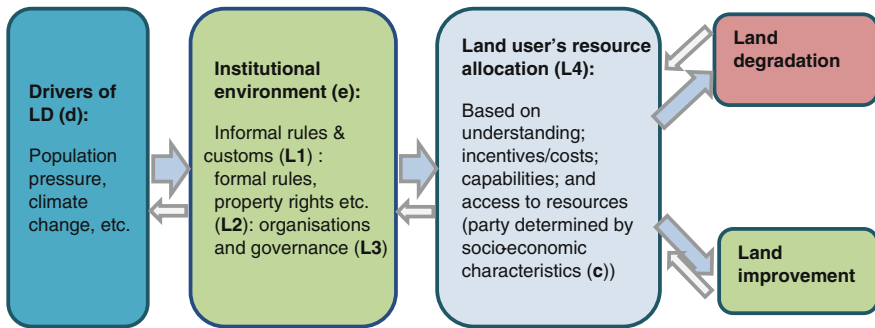 Drivers of
LD (d):
Population
pressure,
climate
change, etc.
Institutional
environment (e):
Informal rules &
customs (L1) :
formal rules,
property rights etc.
(L2): organisations
and governance (L3)
Land user's resource
allocation (L4):
Based on
understanding;
incentives/costs;
capabilities; and
access to resources
(party determined by
socio-economic
characteristics (c))
Land
degradation
Land
improvement